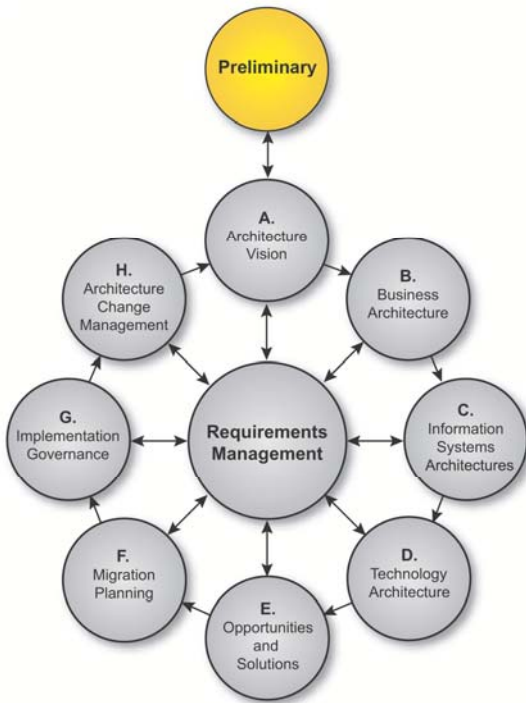 Preliminary
A.
Architecture
Vision
B.
Business
Architecture
C.
Information
Systems
Architectures
D.
Technology
Architecture
E.
Opportunities
and
Solutions
F.
Migration
Planning
G.
Implementation
Governance
H.
Architecture
Change
Management
Requirements
Management